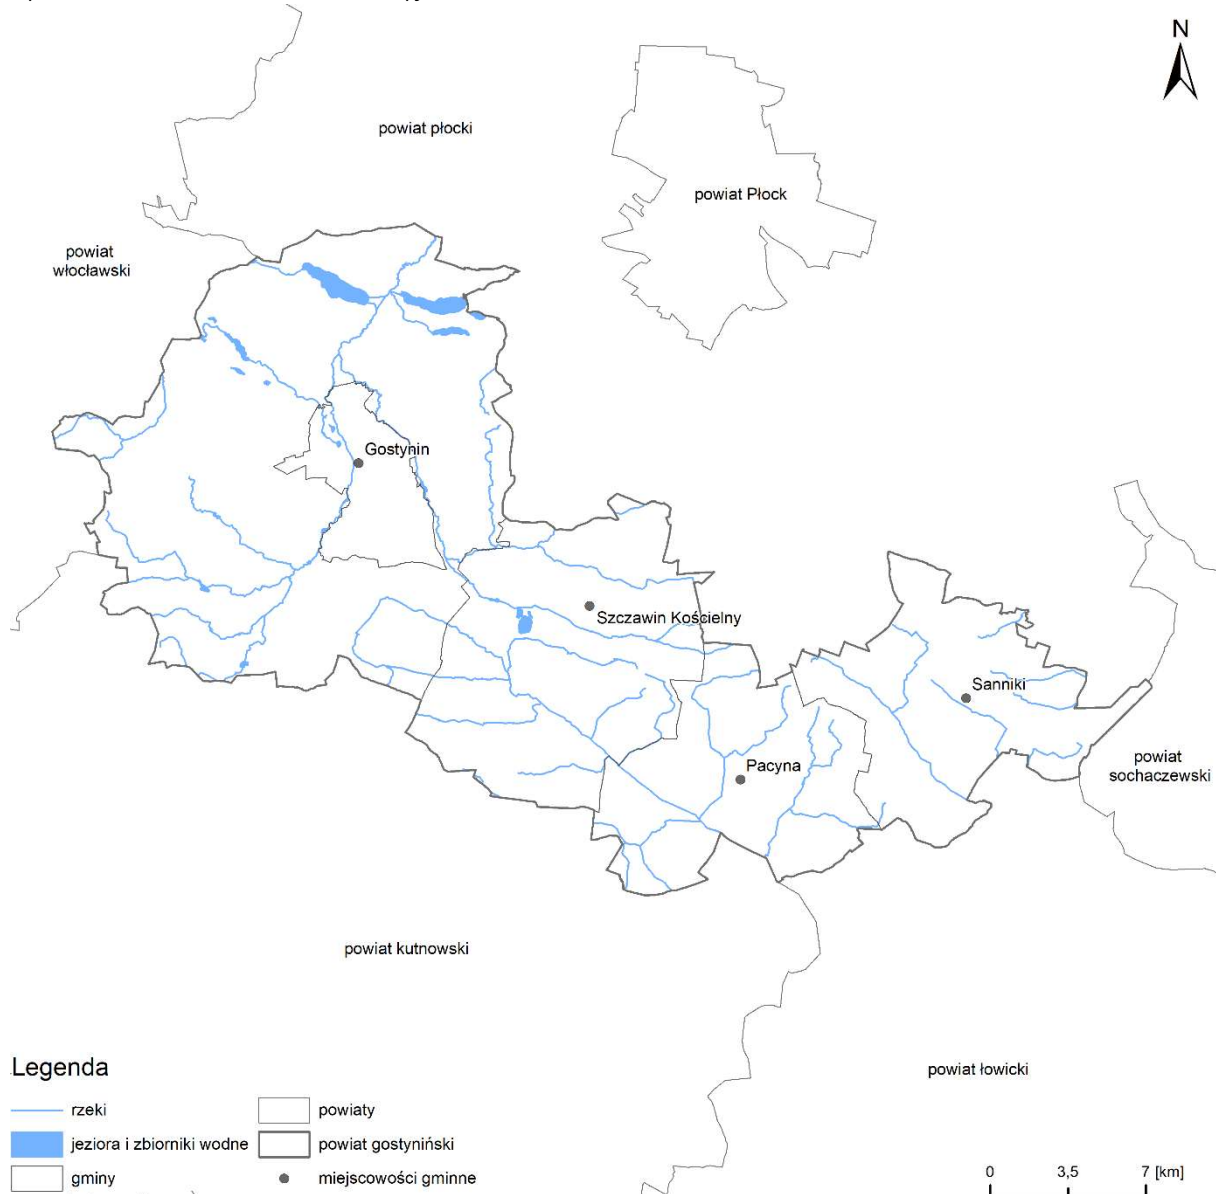 N
powiat płocki
powiat Płock
powiat
włocławski
Gostynin
Szczawin Kościelny
Sanniki
Pacyna
powiat
sochaczewski
powiat kutnowski
powiat łowicki
Legenda
rzeki
powiaty
jeziora i zbiorniki wodne
powiat gostyniński
gminy
miejscowości gminne
0 3,5 7 [km]